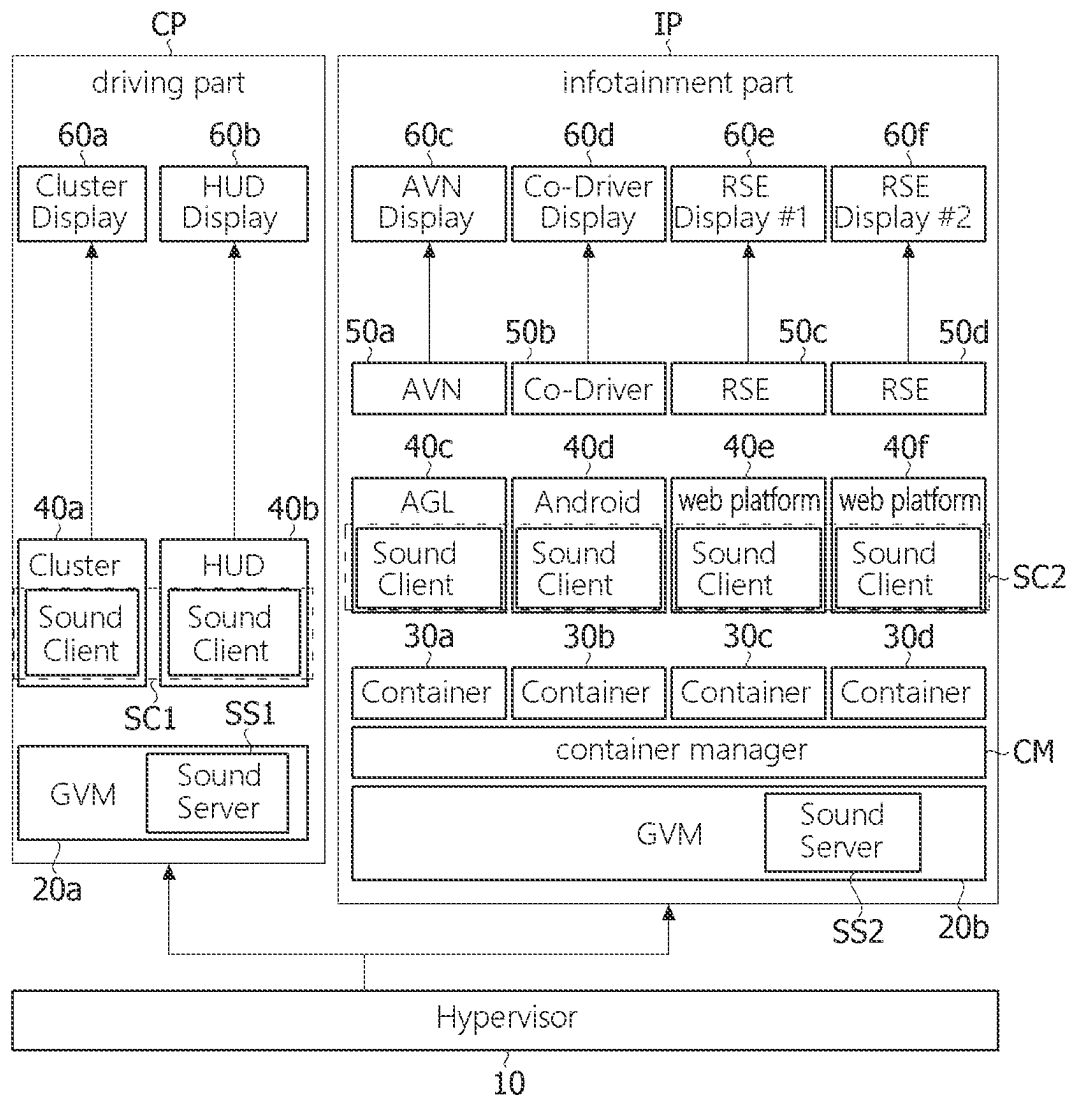 CP
IP
driving part
infotainment part
60a
60b
60c
60d
60e
60f
Cluster
Display
HUD
Display
AVN
Display
Co-Driver
Display
RSE
Display #1
RSE
Display #2
50a
50b
50c
50d
AVN
Co-Driver
RSE
RSE
40c
40d
40e
40f
AGL
Android
web platform
web platform
40a
40b
Cluster
HUD
Sound
Client
Sound
Client
Sound
Client
Sound
Client
SC2
Sound
Client
Sound
Client
30a
30b
30c
30d
Container
Container
Container
Container
SC1
SS1
container manager
CM
GVM
Sound
Server
GVM
Sound
Server
20a
SS2
20b
Hypervisor
10